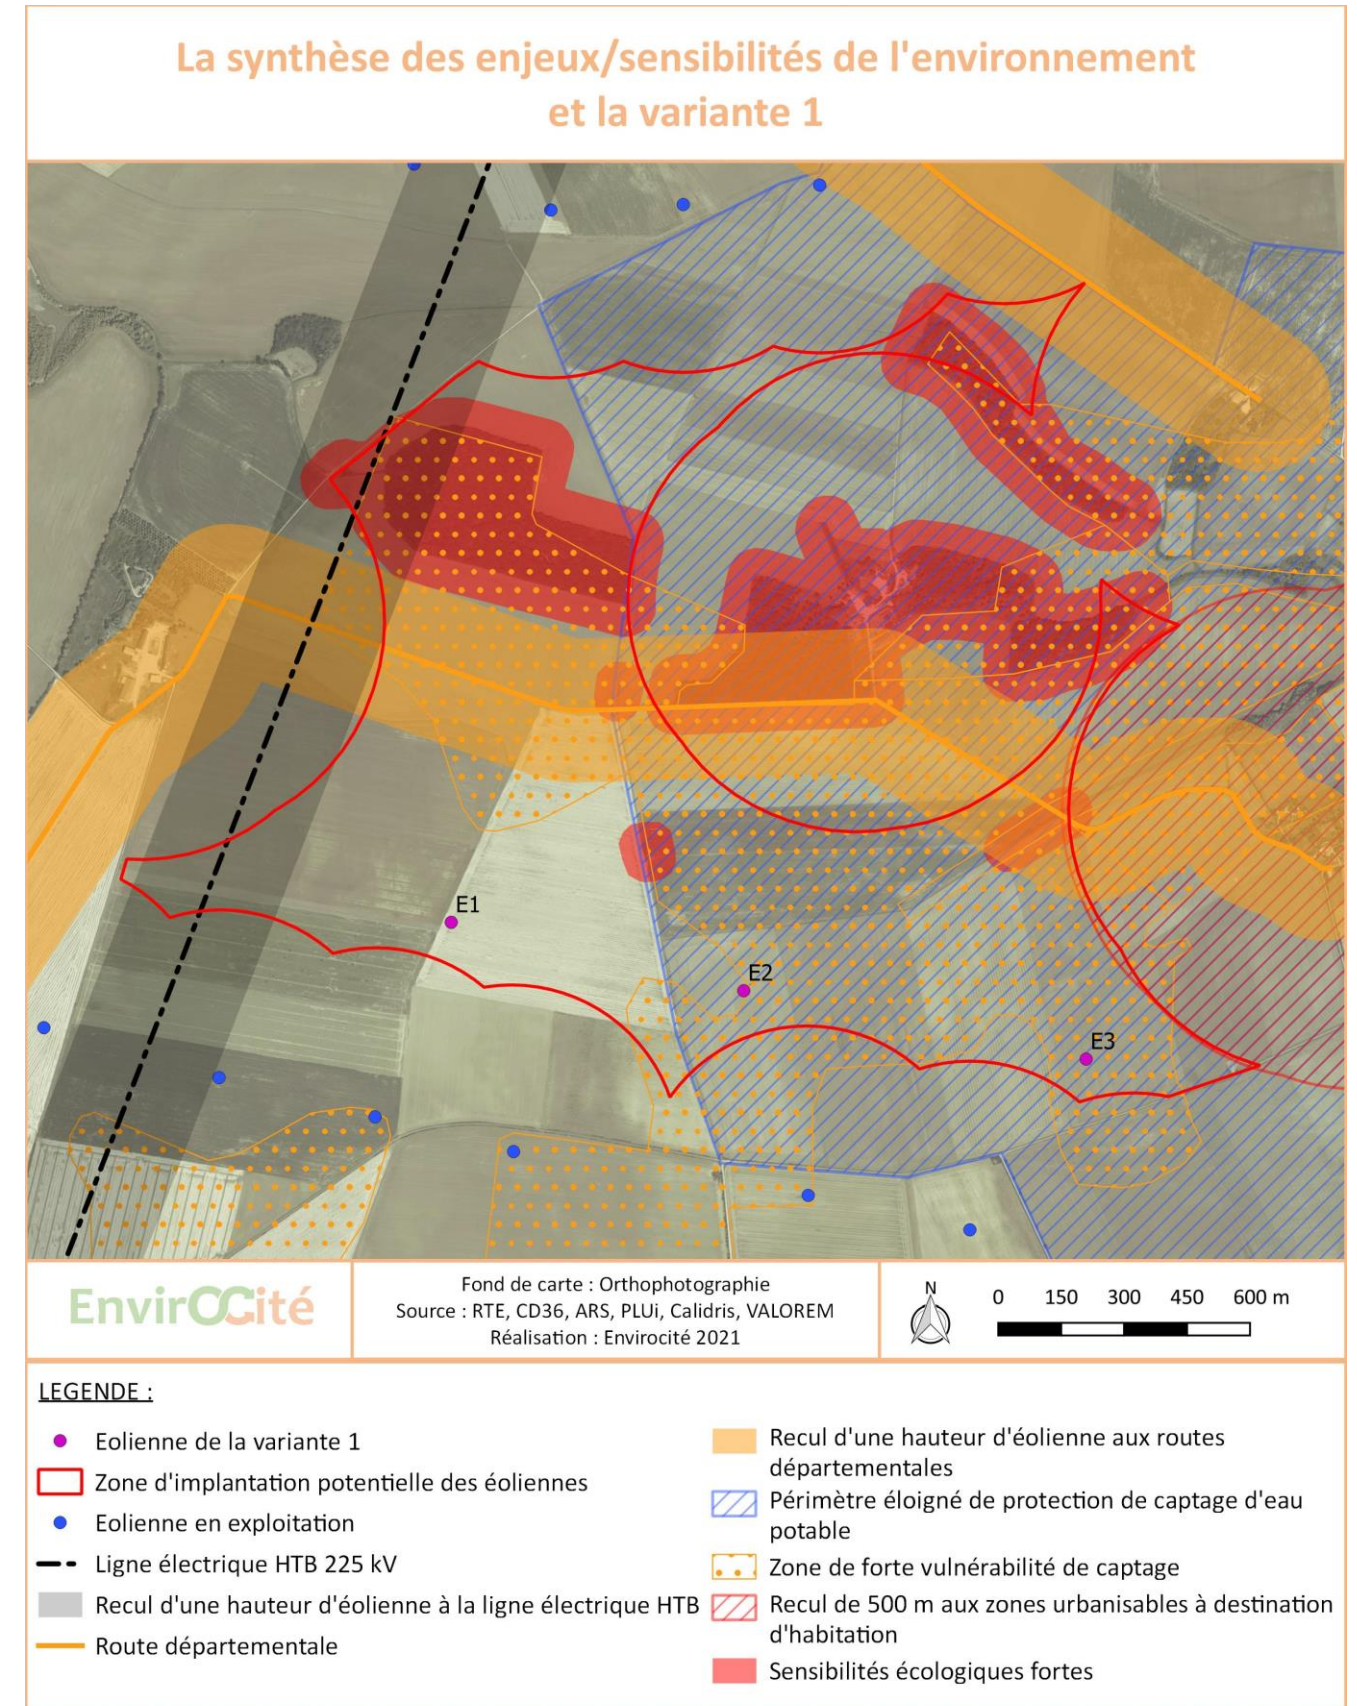 La synthèse des enjeux/sensibilités de l'environnement
et la variante 1
E1
E2
E3
EnvirOCité
Fond de carte : Orthophotographie
Source : RTE, CD36, ARS, PLUi, Calidris, VALOREM
Réalisation : Envirocité 2021
N
0 150 300 450 600 m
LEGENDE :
Eolienne de la variante 1
Zone d'implantation potentielle des éoliennes
Eolienne en exploitation
Ligne électrique HTB 225 kV
Recul d'une hauteur d'éolienne à la ligne électrique HTB
Route départementale
Recul d'une hauteur d'éolienne aux routes
départementales
Périmètre éloigné de protection de captage d'eau
potable
Zone de forte vulnérabilité de captage
Recul de 500 m aux zones urbanisables à destination
d'habitation
Sensibilités écologiques fortes